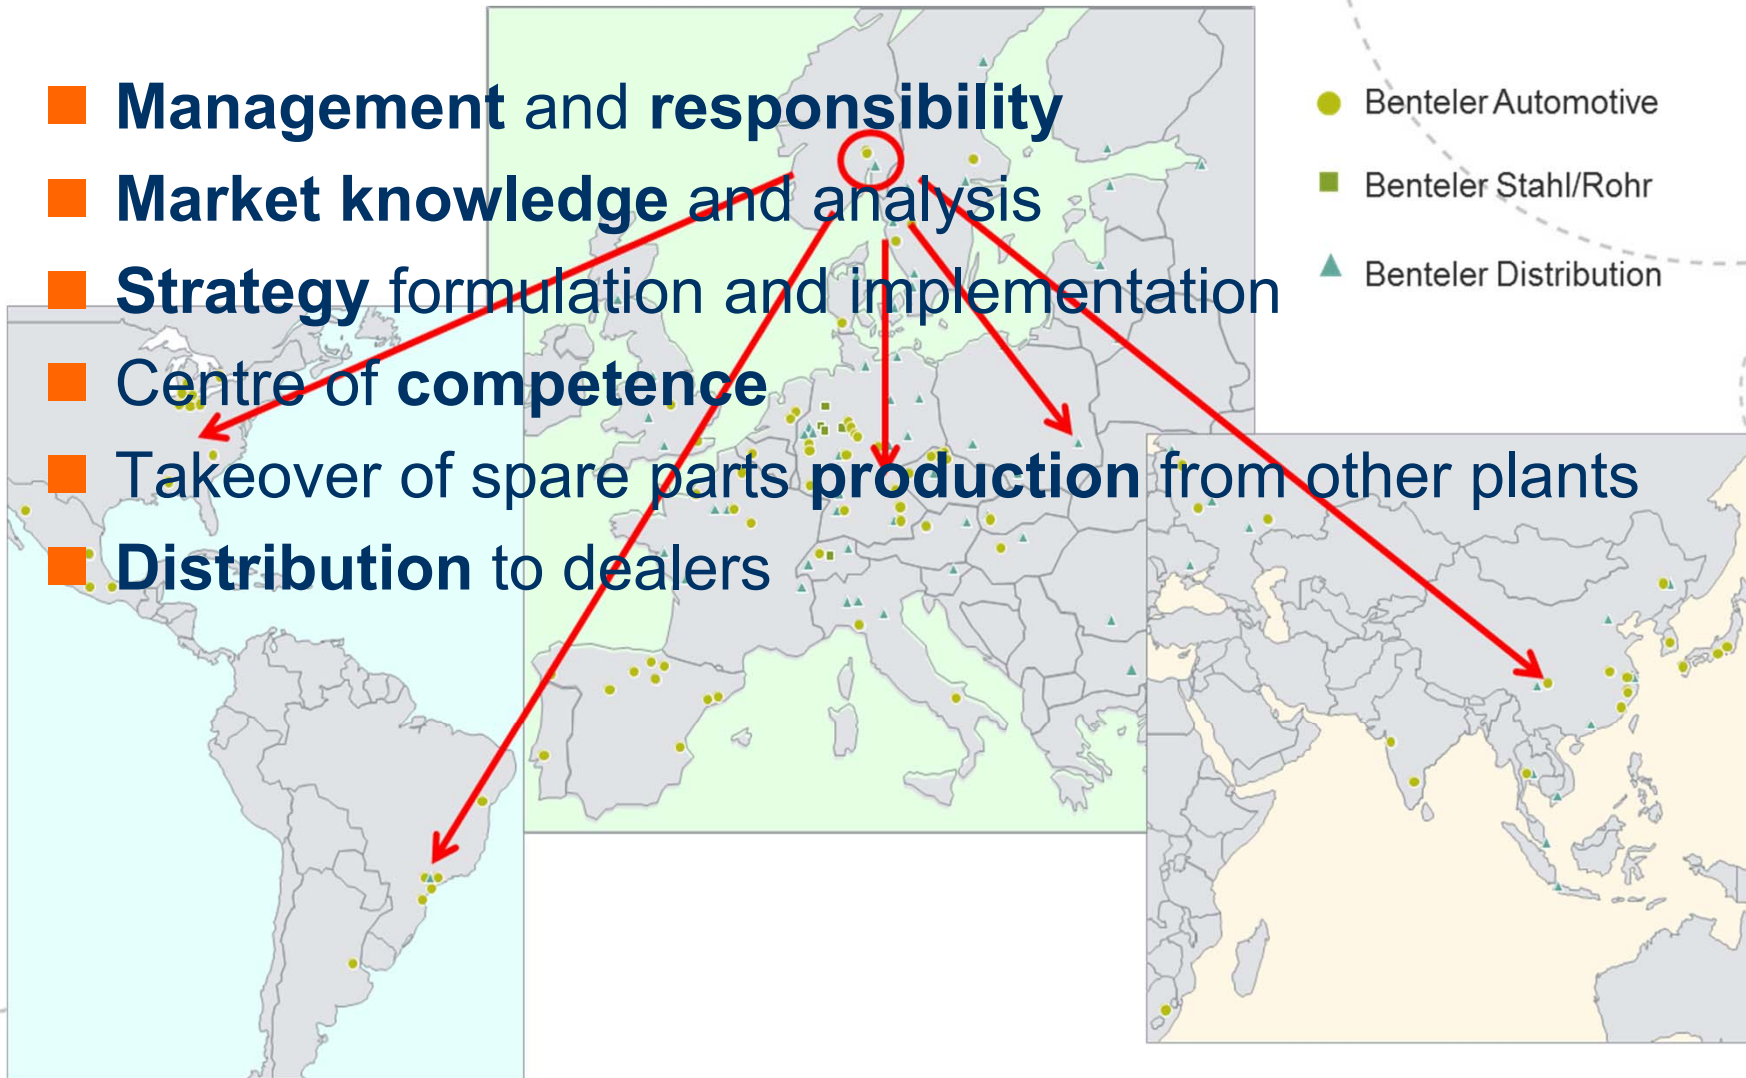 Management and responsibility
Market knowledge and analysis
Strategy formulation and implementation
Centre of competence
Takeover of spare parts production from other plants
Distribution to dealers
Benteler Automotive
Benteler Stahl/Rohr
Benteler Distribution